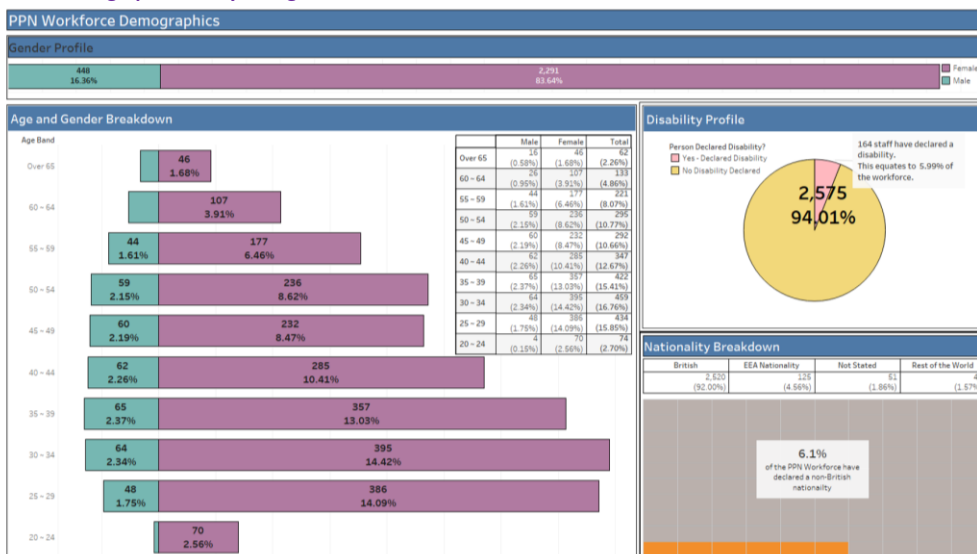 PPN Workforce Demographics
Gender Profile
448
16.36%
2,291
83.64%
Female
Male
Age and Gender Breakdown
Age Band
Over 65
46
1.68%
60 – 64
107
3.91%
55 – 59
44
1.61%
177
6.46%
50 – 54
59
2.15%
236
8.62%
45 – 49
60
2.19%
232
8.47%
40 – 44
62
2.26%
285
10.41%
35 – 39
65
2.37%
357
13.03%
30 – 34
64
2.34%
395
14.42%
25 – 29
48
1.75%
386
14.09%
20 – 24
70
2.56%
Male Female Total
Over 65 16 46 62
(0.58%) (1.68%) (2.26%)
60 – 64 26 107 133
(0.95%) (3.91%) (4.86%)
55 – 59 44 177 221
(1.61%) (6.46%) (8.07%)
50 – 54 59 236 295
(2.15%) (8.62%) (10.77%)
45 – 49 60 232 292
(2.19%) (8.47%) (10.66%)
40 – 44 62 285 347
(2.26%) (10.41%) (12.67%)
35 – 39 65 357 422
(2.37%) (13.03%) (15.41%)
30 – 34 64 395 459
(2.34%) (14.42%) (16.76%)
25 – 29 48 386 434
(1.75%) (14.09%) (15.85%)
20 – 24 4 70 74
(0.15%) (2.56%) (2.70%)
Disability Profile
Person Declared Disability?
Yes - Declared Disability
No Disability Declared
164 staff have declared a
disability.
This equates to 5.99% of
the workforce.
2,575
94.01%
Nationality Breakdown
British EEA Nationality Not Stated Rest of the World
2,520 125 51 4
(92.00%) (4.56%) (1.86%) (1.57%
6.1%
of the PPN Workforce have
declared a non-British
nationailty